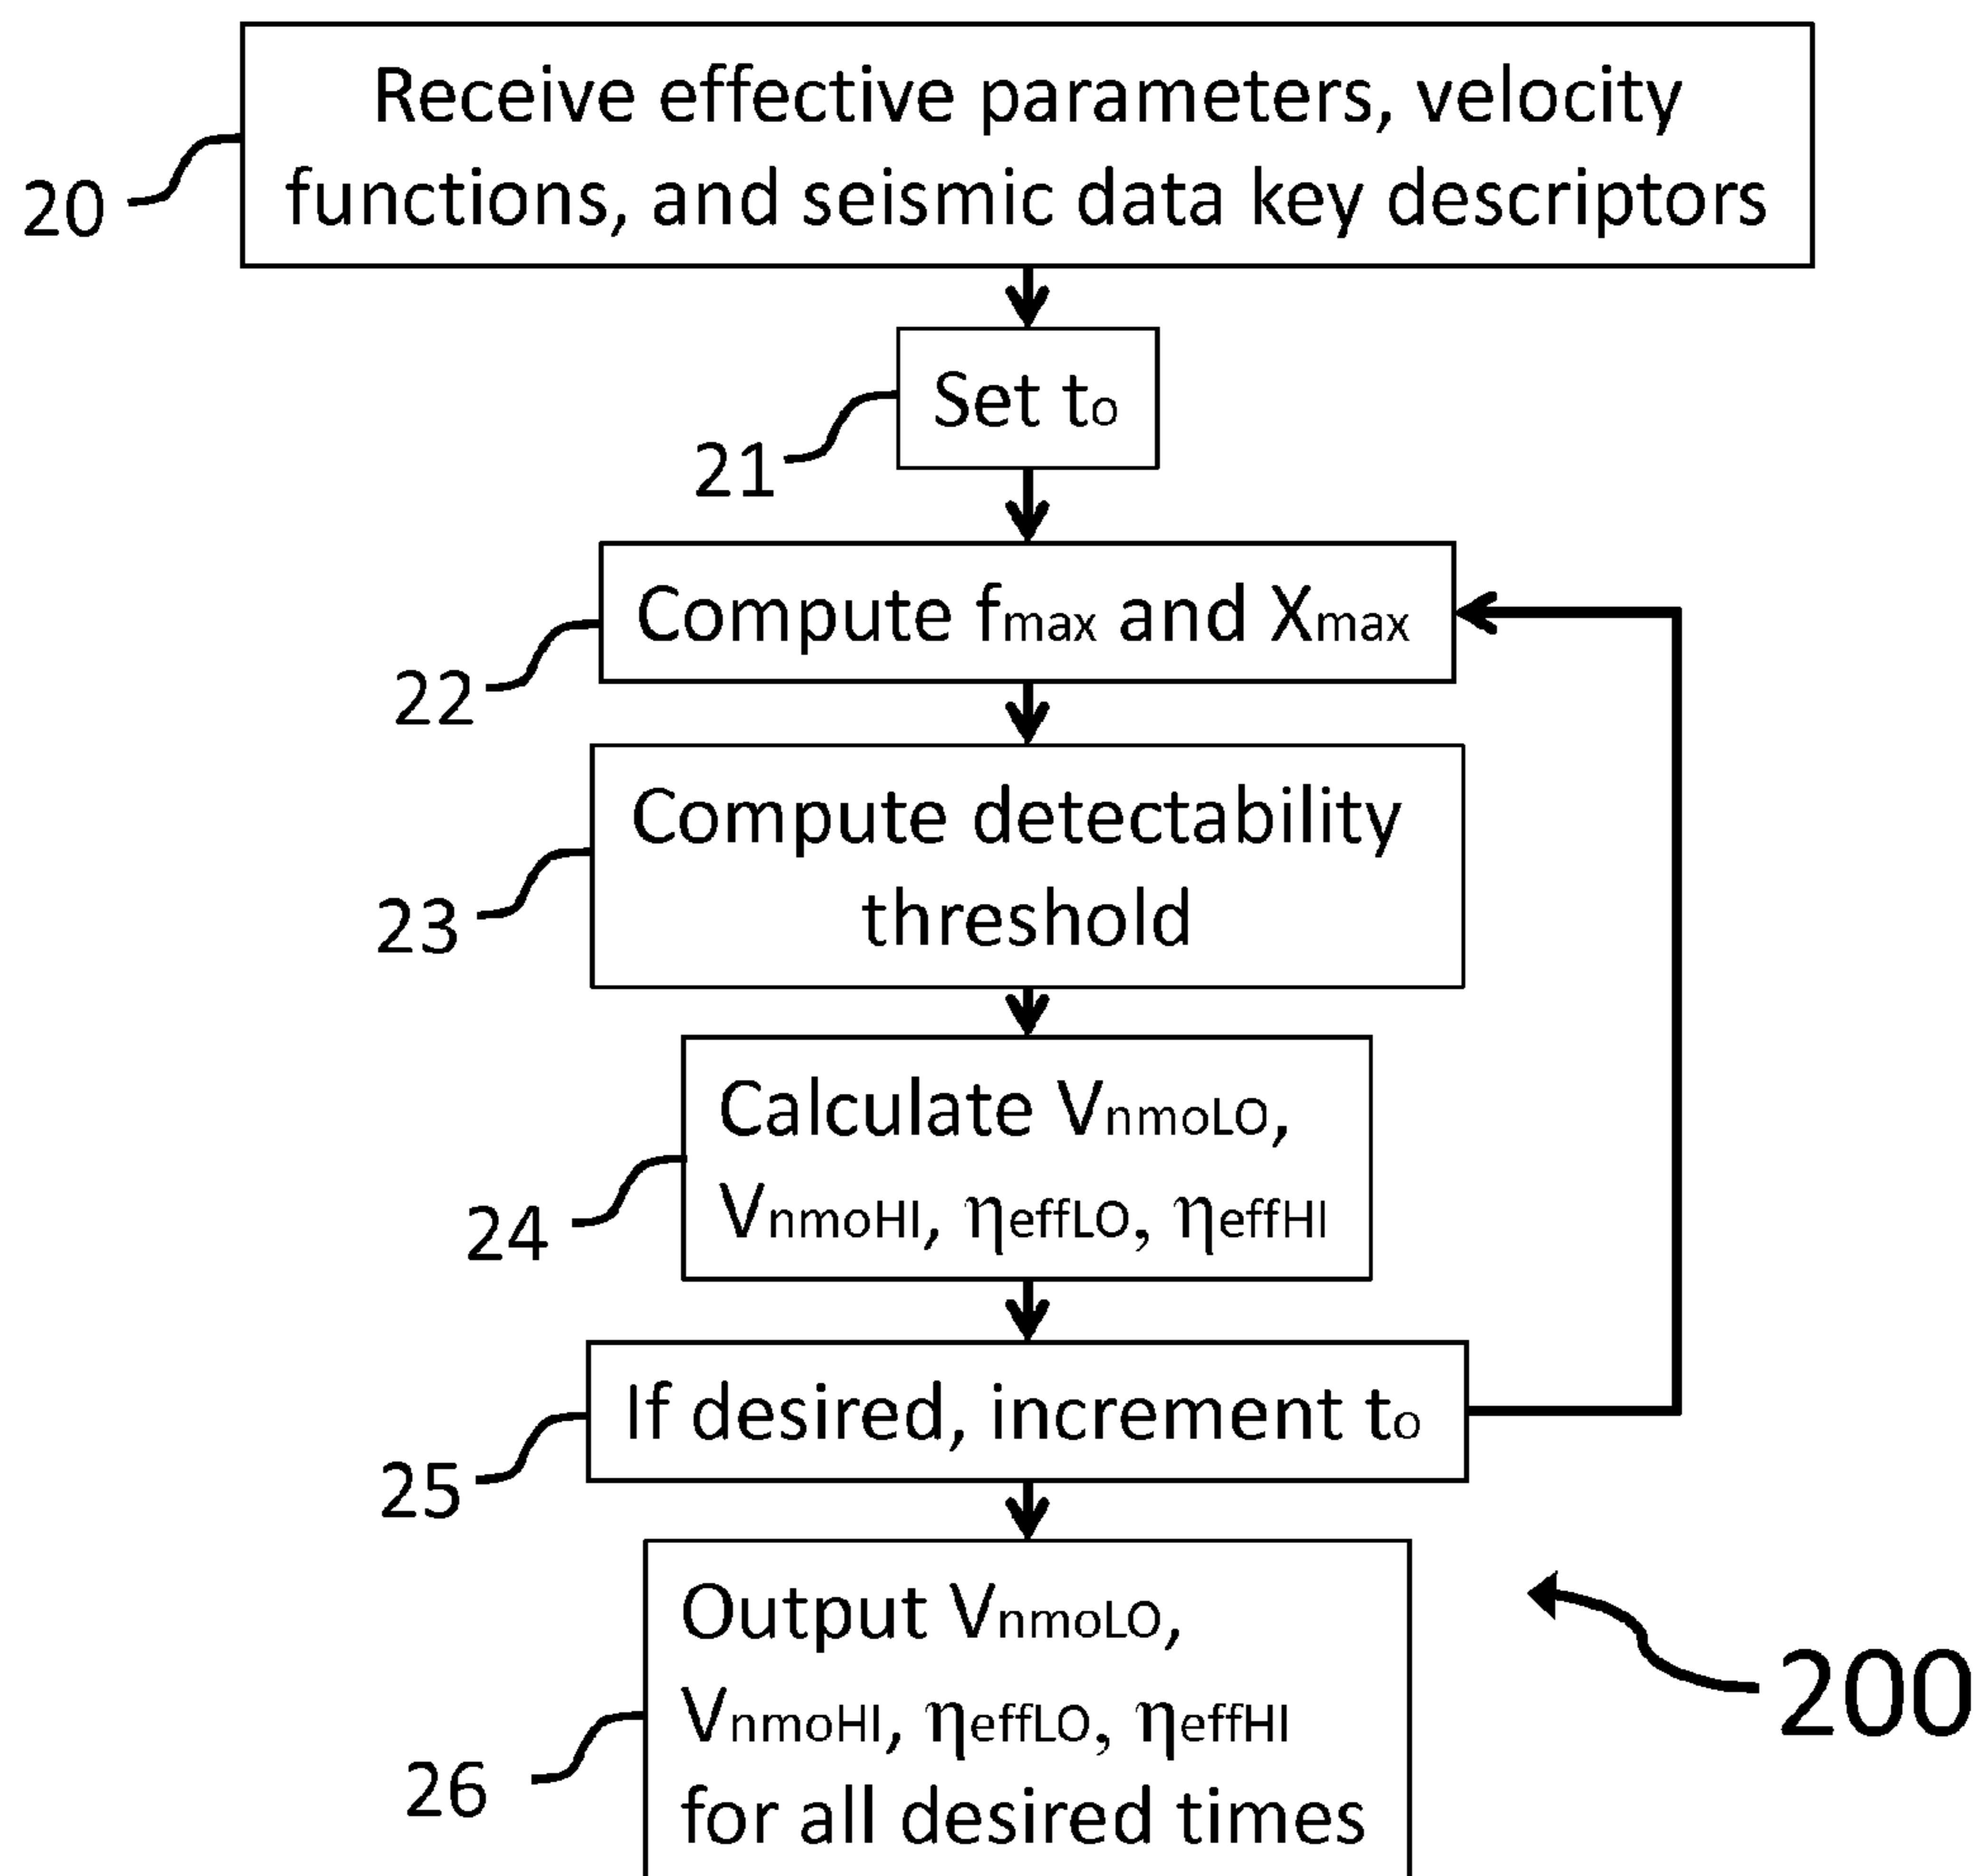 Receive effective parameters, velocity
functions, and seismic data key descriptors
20
Set to
21
Compute fmax and Xmax
22
Compute detectability
threshold
23
Calculate VnmoLO,
VnmoHI, ηeffLO, ηeffHI
24
If desired, increment to
25
Output VnmoLO,
VnmoHI, ηeffLO, ηeffHI
for all desired times
26
200